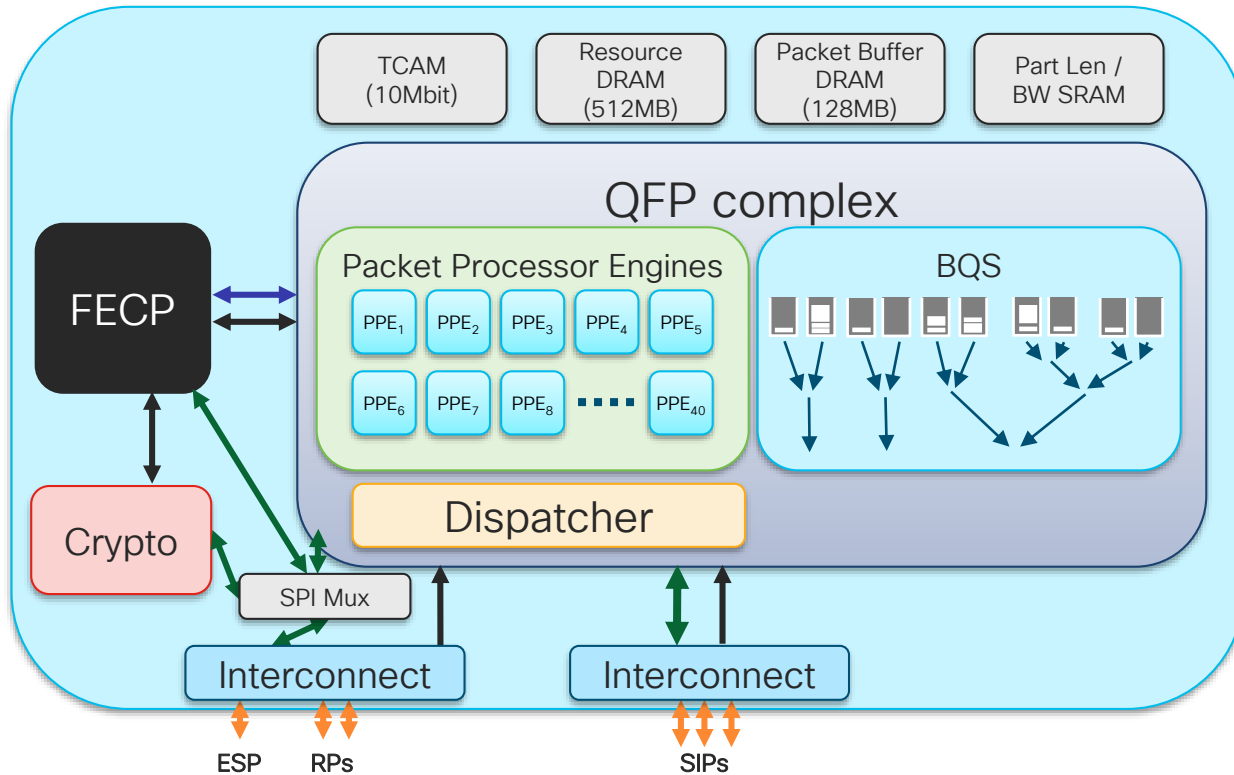 TCAM
(10Mbit)
Resource
DRAM
(512MB)
Packet Buffer
DRAM
(128MB)
Part Len /
BW SRAM
QFP complex
FECP
Packet Processor Engines
BQS
PPE1
PPE2
PPE3
PPE4
PPE5
PPE6
PPE7
PPE8
PPE40
Dispatcher
Crypto
SPI Mux
Interconnect
Interconnect
ESP
RPs
SIPs